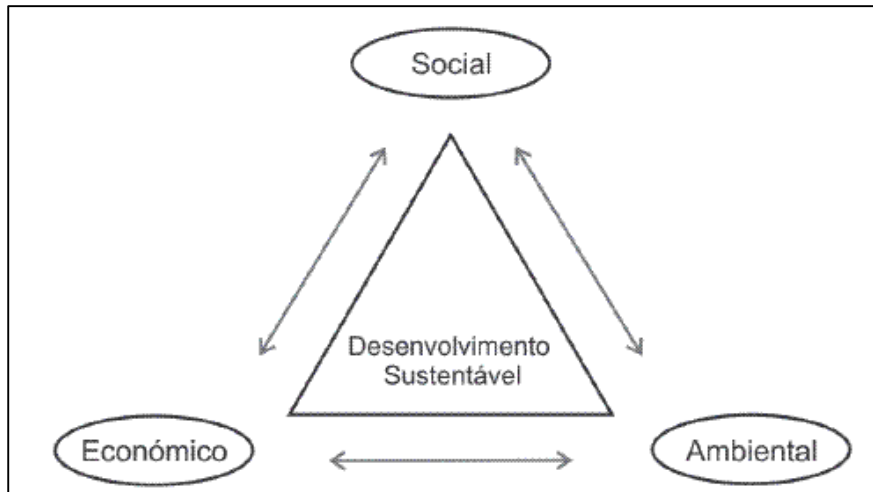 Social
Desenvolvimento
Sustentável
Económico
Ambiental